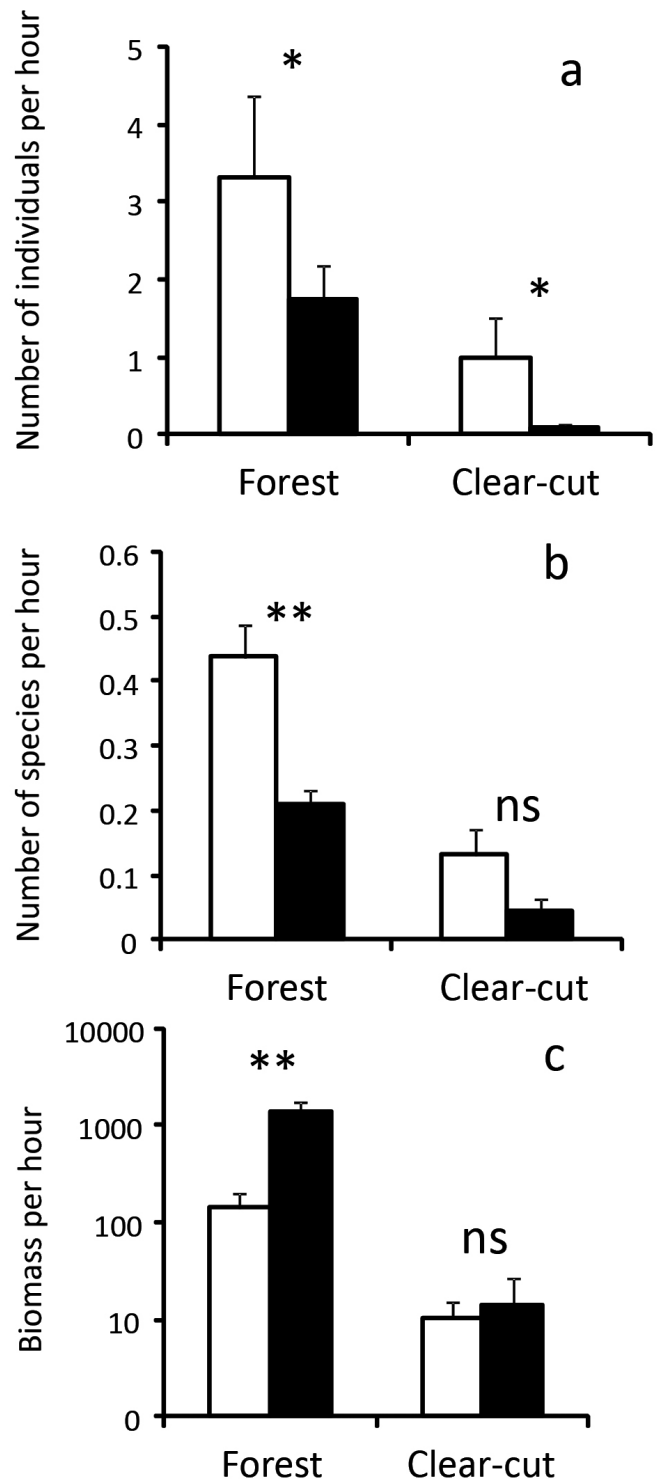 Number of individuals per hour
5
4
3
2
1
0
*
*
a
Forest
Clear-cut
Number of species per hour
0.6
0.5
0.4
0.3
0.2
0.1
0
**
ns
b
Forest
Clear-cut
Biomass per hour
10000
1000
100
10
0
**
ns
c
Forest
Clear-cut